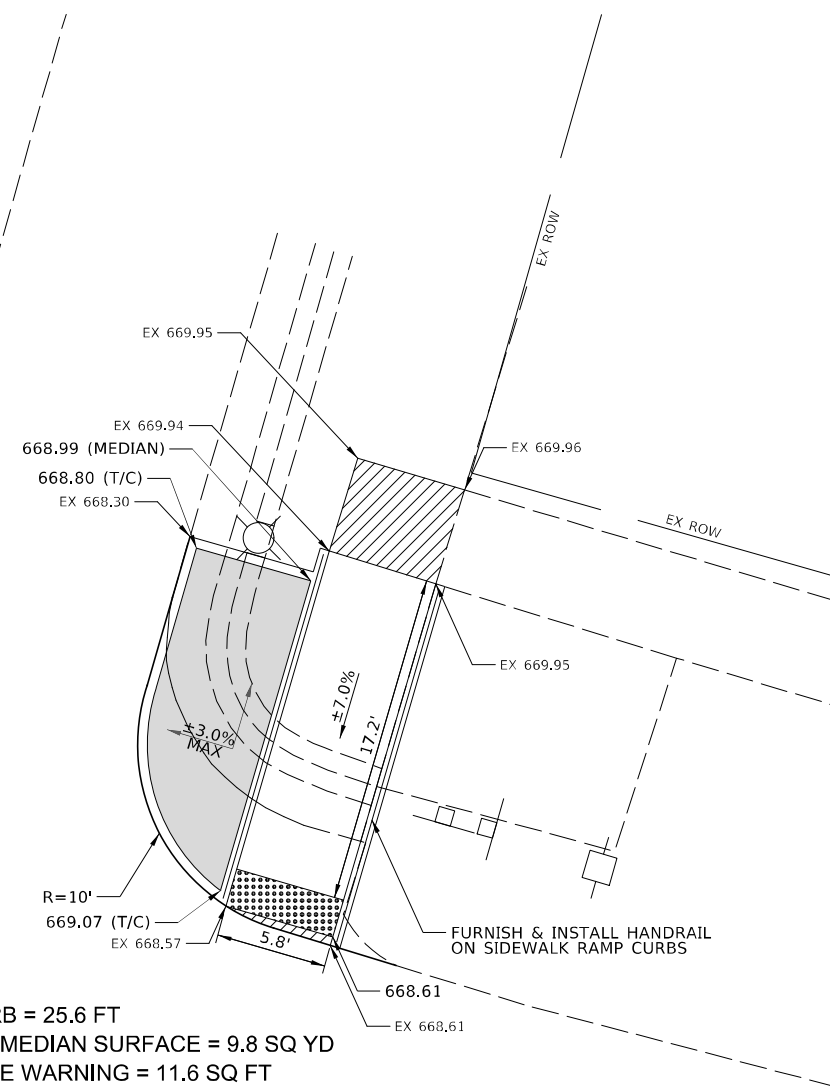 EX ROW
EX 669.95
EX 669.94
668.99 (MEDIAN)
EX 669.96
668.80 (T/C)
EX 668.30
EX ROW
EX 669.95
±7.0%
±3.0%
MAX
17.2'
R=10'
669.07 (T/C)
EX 668.57
5.8'
FURNISH & INSTALL HANDRAIL
ON SIDEWALK RAMP CURBS
668.61
EX 668.61
RB = 25.6 FT
MEDIAN SURFACE = 9.8 SQ YD
E WARNING = 11.6 SQ FT